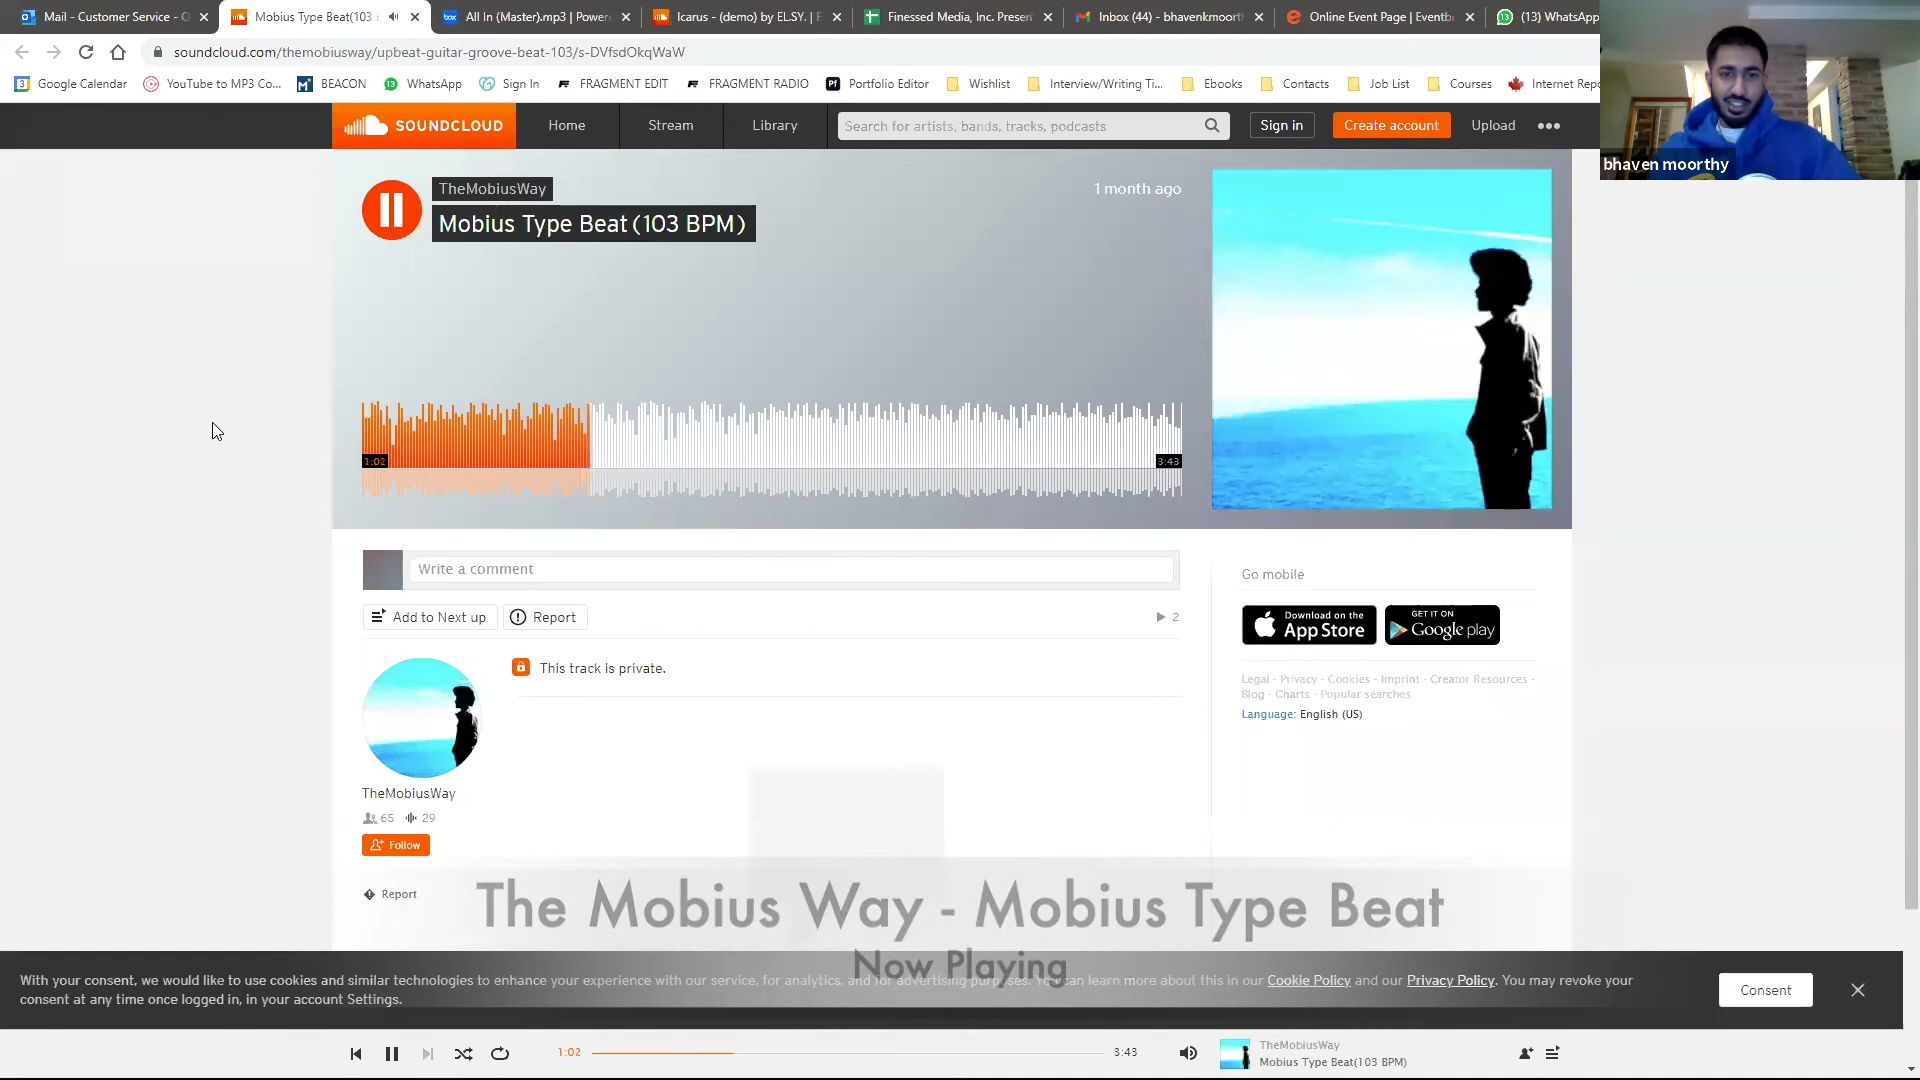 Mail - Customer Service - O
Mobius Type Beat(103
All In (Master).mp3 | Power
Icarus - (demo) by EL.SY. | F
Finessed Media, Inc. Presen
Inbox (44) - bhavenkmoort
Online Event Page | Eventb
(13) WhatsApp
soundcloud.com/themobiusway/upbeat-guitar-groove-beat-103/s-DVfsdOkqWaW
Google Calendar
YouTube to MP3 Co...
BEACON
WhatsApp
Sign In
FRAGMENT EDIT
FRAGMENT RADIO
Portfolio Editor
Wishlist
Interview/Writing Ti...
Ebooks
Contacts
Job List
Courses
Internet Repo
bhaven moorthy
SOUNDCLOUD
Home
Stream
Library
Search for artists, bands, tracks, podcasts
Sign in
Create account
Upload
TheMobiusWay
1 month ago
Mobius Type Beat(103 BPM)
1:02
3:43
Write a comment
Add to Next up
Report
2
Go mobile
Download on the
App Store
GET IT ON
Google play
This track is private.
Legal - Privacy - Cookies - Imprint - Creator Resources -
Blog - Charts - Popular searches
Language: English (US)
TheMobiusWay
65
29
Follow
Report
The Mobius Way - Mobius Type Beat
Now Playing
With your consent, we would like to use cookies and similar technologies to enhance your experience with our service, for analytics, and for advertising purposes. You can learn more about this in our Cookie Policy and our Privacy Policy. You may revoke your
consent at any time once logged in, in your account Settings.
Consent
1:02
3:43
TheMobiusWay
Mobius Type Beat(103 BPM)